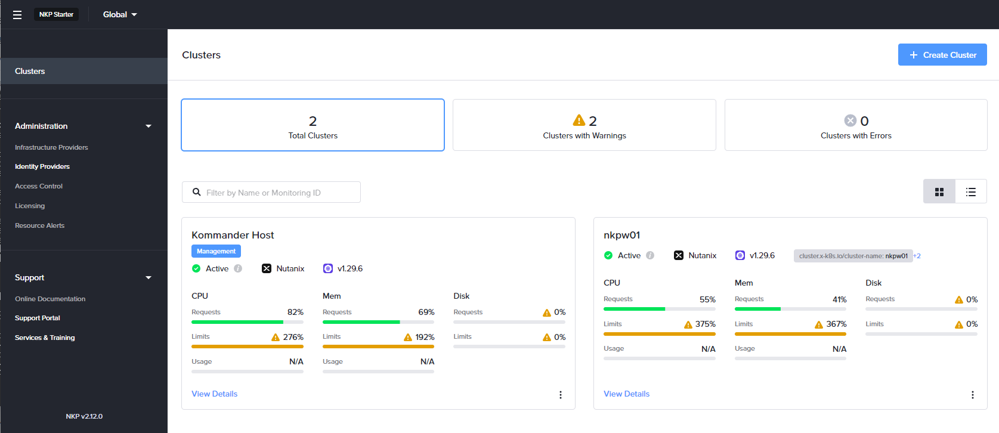 NKP Starter Global
Clusters
Administration
Infrastructure Providers
Identity Providers
Access Control
Licensing
Resource Alerts
Support
Online Documentation
Support Portal
Services & Training
NKP v2.12.0
Clusters
Create Cluster
2
Total Clusters
2
Clusters with Warnings
0
Clusters with Errors
Filter by Name or Monitoring ID
Kommander Host
Management
Active Nutanix v1.29.6
CPU Mem Disk
Requests 82% Requests 69% Requests 0%
Limits 276% Limits 192% Limits 0%
Usage N/A Usage N/A
View Details
nkpw01
Active Nutanix v1.29.6 cluster.x-k8s.io/cluster-name: nkpw01 +2
CPU Mem Disk
Requests 55% Requests 41% Requests 0%
Limits 375% Limits 367% Limits 0%
Usage N/A Usage N/A
View Details